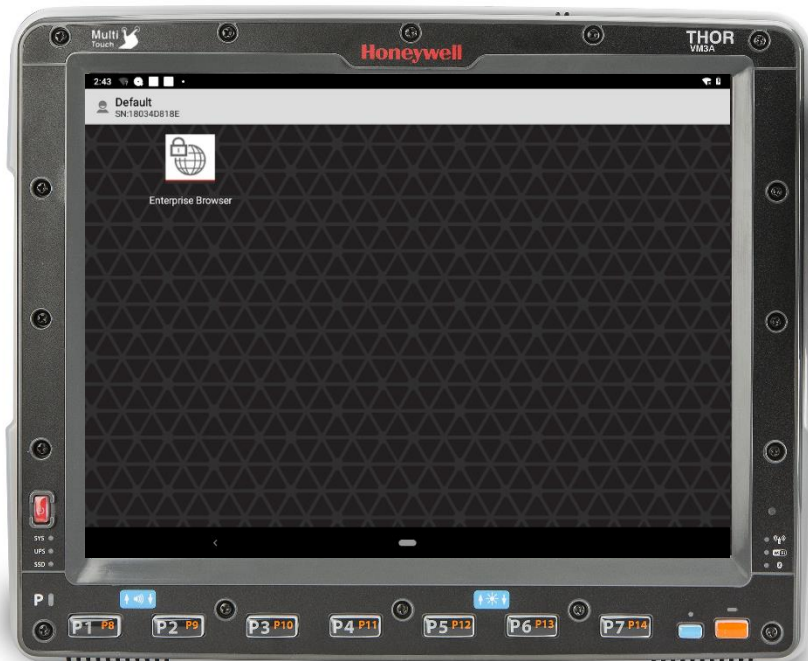 Multi
Touch
Honeywell
THOR
VM3A
2:43
Default
SN:18034D818E
Enterprise Browser
SYS
UPS
SSD
P
P1 P8
P2 P9
P3 P10
P4 P11
P5 P12
P6 P13
P7 P14